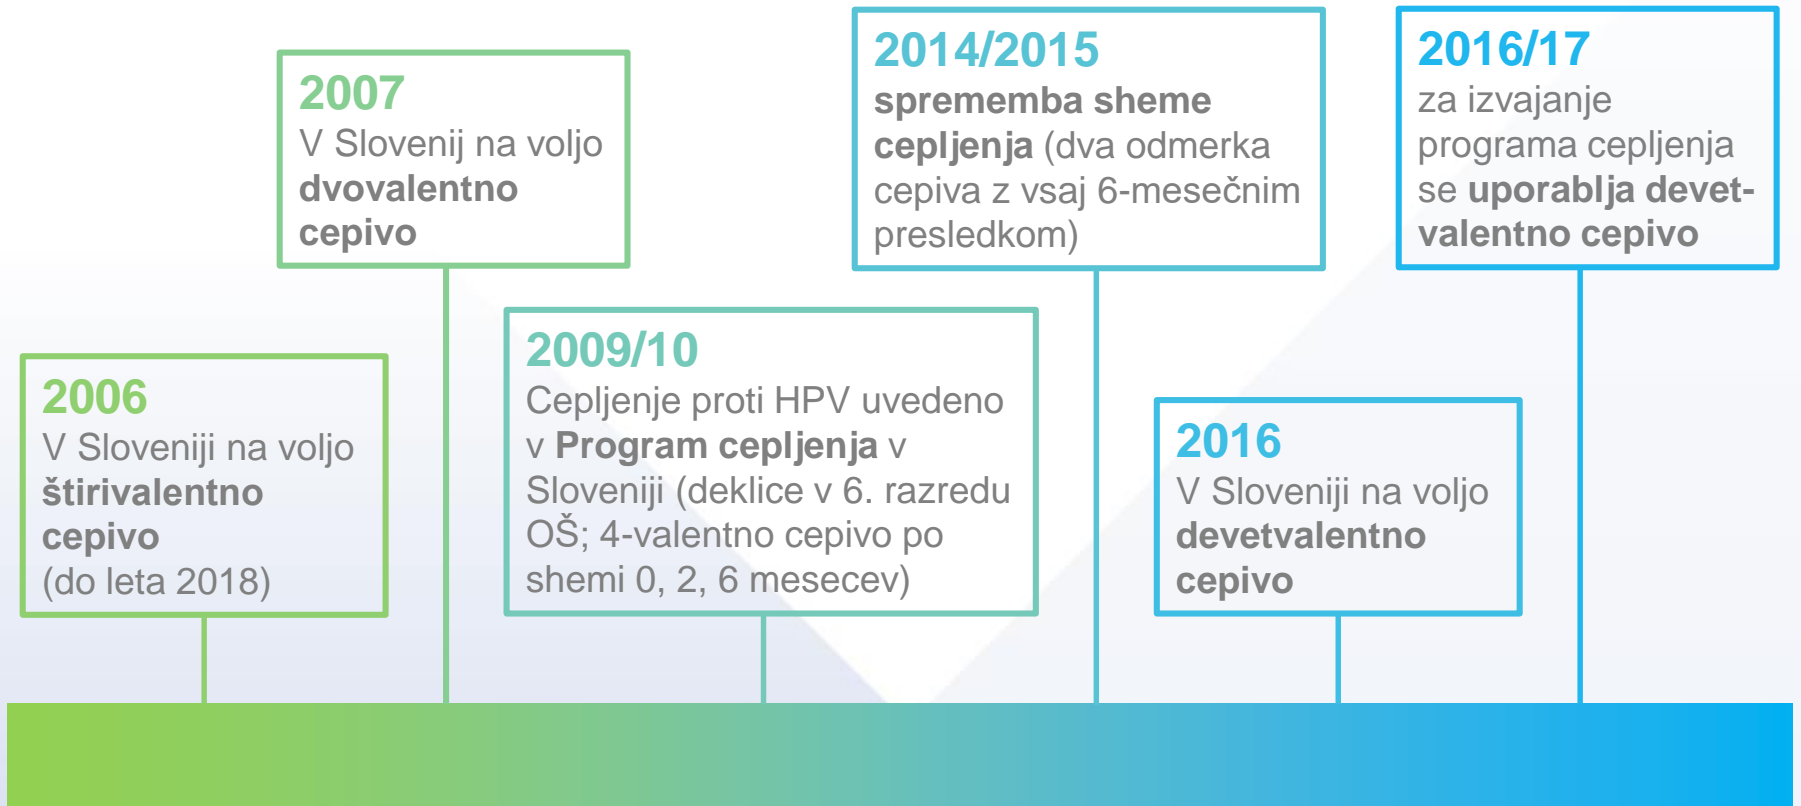 2006
V Sloveniji na voljo
štirivalentno
cepivo
(do leta 2018)
2007
V Slovenij na voljo
dvovalentno
cepivo
2009/10
Cepljenje proti HPV uvedeno
v Program cepljenja v
Sloveniji (deklice v 6. razredu
OŠ; 4-valentno cepivo po
shemi 0, 2, 6 mesecev)
2014/2015
sprememba sheme
cepljenja (dva odmerka
cepiva z vsaj 6-mesečnim
presledkom)
2016
V Sloveniji na voljo
devetvalentno
cepivo
2016/17
za izvajanje
programa cepljenja
se uporablja devet-
valentno cepivo